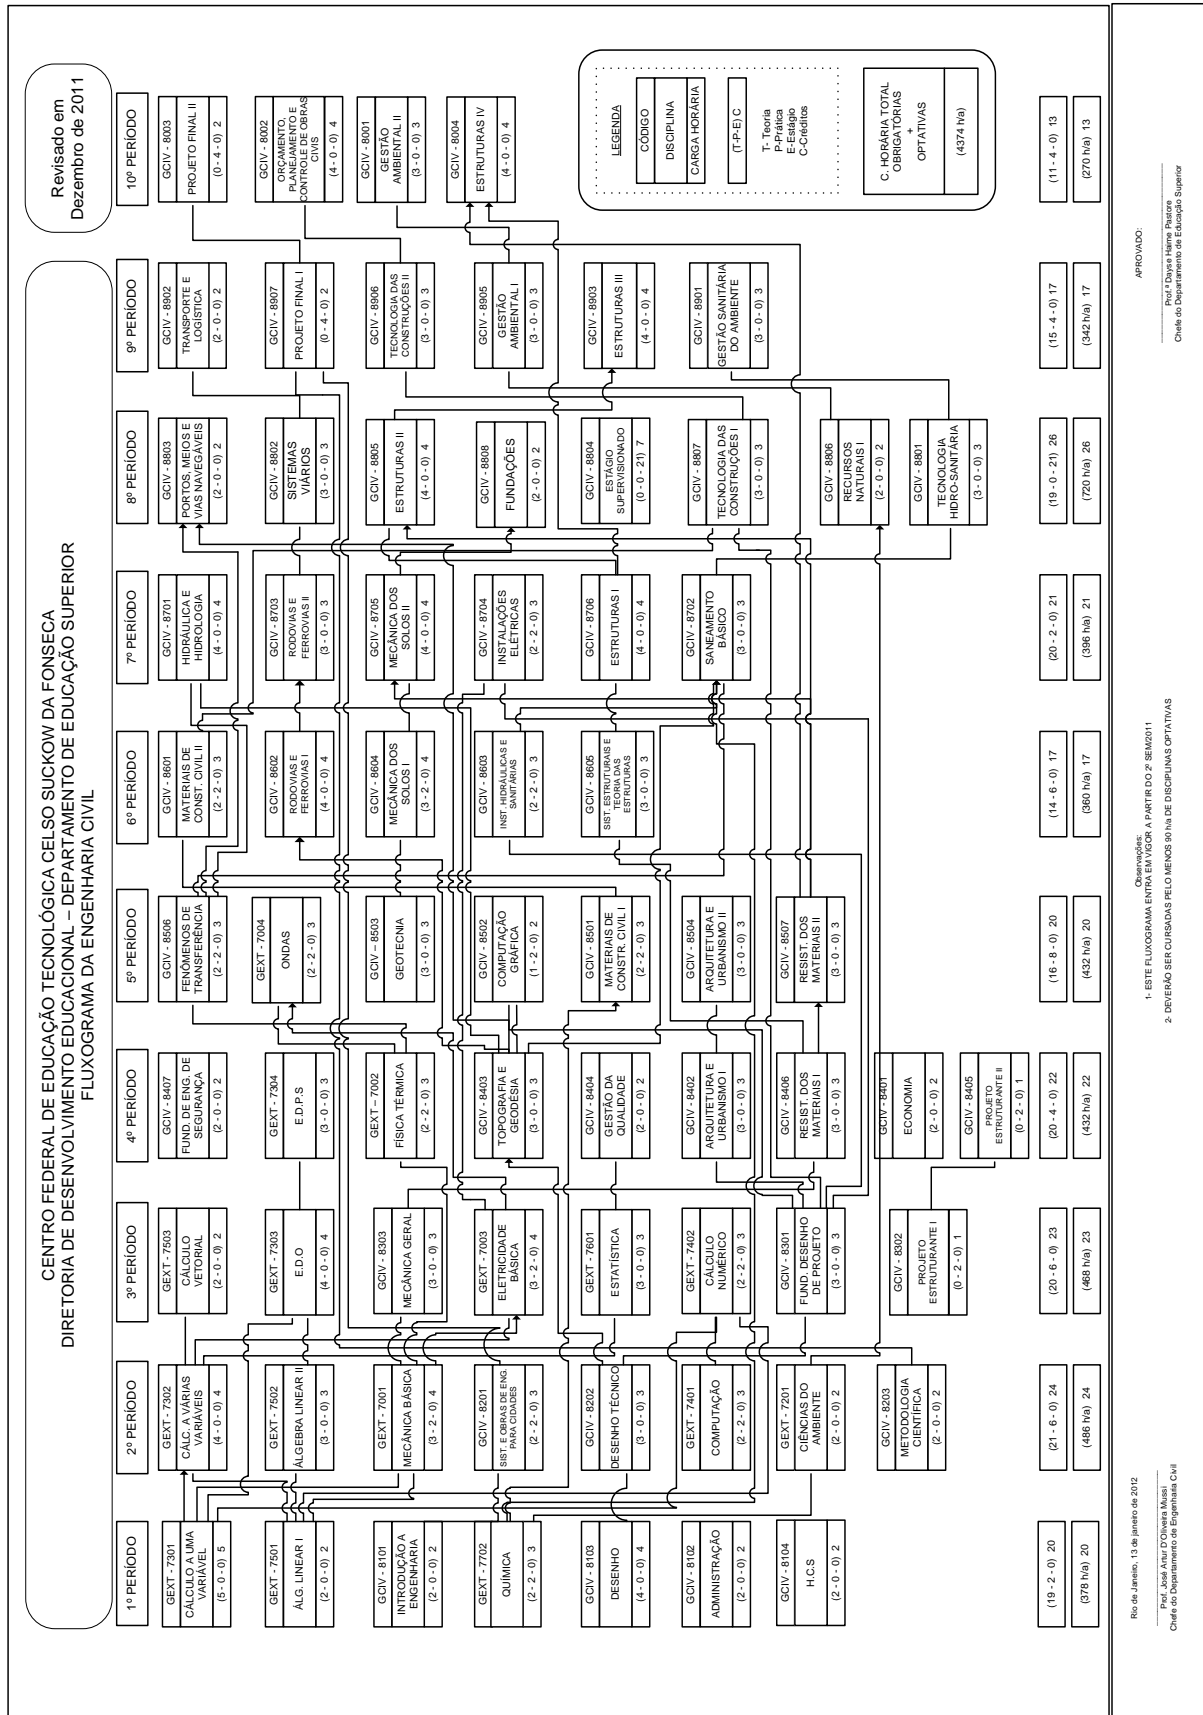 CENTRO FEDERAL DE EDUCAÇÃO TECNOLÓGICA CELSO SUCKOW DA FONSECA
DIRETORIA DE DESENVOLVIMENTO EDUCACIONAL – DEPARTAMENTO DE EDUCAÇÃO SUPERIOR
FLUXOGRAMA DA ENGENHARIA CIVIL
Revisado em
Dezembro de 2011
1º PERÍODO
GEXT - 7301
CÁLCULO A UMA
VARIÁVEL
(5 - 0 - 0) 5
GEXT - 7501
ÁLG. LINEAR I
(2 - 0 - 0) 2
GCIV - 8101
INTRODUÇÃO A
ENGENHARIA
(2 - 0 - 0) 2
GEXT - 7702
QUÍMICA
(2 - 2 - 0) 3
GCIV - 8103
DESENHO
(4 - 0 - 0) 4
GCIV - 8102
ADMINISTRAÇÃO
(2 - 0 - 0) 2
GCIV - 8104
H.C.S
(2 - 0 - 0) 2
(19 - 2 - 0) 20
(378 h/a) 20
2º PERÍODO
GEXT - 7302
CÁLC. A VÁRIAS
VARIÁVEIS
(4 - 0 - 0) 4
GEXT - 7502
ÁLGEBRA LINEAR II
(3 - 0 - 0) 3
GEXT - 7001
MECÂNICA BÁSICA
(3 - 2 - 0) 4
GCIV - 8201
SIST. E OBRAS DE ENG.
PARA CIDADES
(2 - 2 - 0) 3
GCIV - 8202
DESENHO TÉCNICO
(3 - 0 - 0) 3
GEXT - 7401
COMPUTAÇÃO
(2 - 2 - 0) 3
GEXT - 7201
CIÊNCIAS DO
AMBIENTE
(2 - 0 - 0) 2
GCIV - 8203
METODOLOGIA
CIENTÍFICA
(2 - 0 - 0) 2
(21 - 6 - 0) 24
(486 h/a) 24
3º PERÍODO
GEXT - 7503
CÁLCULO
VETORIAL
(2 - 0 - 0) 2
GEXT - 7303
E.D.O
(4 - 0 - 0) 4
GCIV - 8303
MECÂNICA GERAL
(3 - 0 - 0) 3
GEXT - 7003
ELETRICIDADE
BÁSICA
(3 - 2 - 0) 4
GEXT - 7601
ESTATÍSTICA
(3 - 0 - 0) 3
GEXT - 7402
CÁLCULO
NUMÉRICO
(2 - 2 - 0) 3
GCIV - 8301
FUND. DESENHO
DE PROJETO
(3 - 0 - 0) 3
GCIV - 8302
PROJETO
ESTRUTURANTE I
(0 - 2 - 0) 1
(20 - 6 - 0) 23
(468 h/a) 23
4º PERÍODO
GCIV - 8407
FUND. DE ENG. DE
SEGURANÇA
(2 - 0 - 0) 2
GEXT - 7304
E.D.P.S
(3 - 0 - 0) 3
GEXT – 7002
FÍSICA TÉRMICA
(2 - 2 - 0) 3
GCIV - 8403
TOPOGRAFIA E
GEODÉSIA
(3 - 0 - 0) 3
GCIV - 8404
GESTÃO DA
QUALIDADE
(2 - 0 - 0) 2
GCIV - 8402
ARQUITETURA E
URBANISMO I
(3 - 0 - 0) 3
GCIV - 8406
RESIST. DOS
MATERIAIS I
(3 - 0 - 0) 3
GCIV - 8401
ECONOMIA
(2 - 0 - 0) 2
GCIV - 8405
PROJETO
ESTRUTURANTE II
(0 - 2 - 0) 1
(20 - 4 - 0) 22
(432 h/a) 22
5º PERÍODO
GCIV - 8506
FENÔMENOS DE
TRANSFERÊNCIA
(2 - 2 - 0) 3
GEXT - 7004
ONDAS
(2 - 2 - 0) 3
GCIV – 8503
GEOTECNIA
(3 - 0 - 0) 3
GCIV - 8502
COMPUTAÇÃO
GRÁFICA
(1 - 2 - 0) 2
GCIV - 8501
MATERIAIS DE
CONSTR. CIVIL I
(2 - 2 - 0) 3
GCIV - 8504
ARQUITETURA E
URBANISMO II
(3 - 0 - 0) 3
GCIV - 8507
RESIST. DOS
MATERIAIS II
(3 - 0 - 0) 3
(16 - 8 - 0) 20
(432 h/a) 20
6º PERÍODO
GCIV - 8601
MATERIAIS DE
CONST. CIVIL II
(2 - 2 - 0) 3
GCIV - 8602
RODOVIAS E
FERROVIAS I
(4 - 0 - 0) 4
GCIV - 8604
MECÂNICA DOS
SOLOS I
(3 - 2 - 0) 4
GCIV - 8603
INST. HIDRÁULICAS E
SANITÁRIAS
(2 - 2 - 0) 3
GCIV - 8605
SIST. ESTRUTURAIS E
TEORIA DAS
ESTRUTURAS
(3 - 0 - 0) 3
(14 - 6 - 0) 17
(360 h/a) 17
7º PERÍODO
GCIV - 8701
HIDRÁULICA E
HIDROLOGIA
(4 - 0 - 0) 4
GCIV - 8703
RODOVIAS E
FERROVIAS II
(3 - 0 - 0) 3
GCIV - 8705
MECÂNICA DOS
SOLOS II
(4 - 0 - 0) 4
GCIV - 8704
INSTALAÇÕES
ELÉTRICAS
(2 - 2 - 0) 3
GCIV - 8706
ESTRUTURAS I
(4 - 0 - 0) 4
GCIV - 8702
SANEAMENTO
BÁSICO
(3 - 0 - 0) 3
(20 - 2 - 0) 21
(396 h/a) 21
8º PERÍODO
GCIV - 8803
PORTOS, MEIOS E
VIAS NAVEGÁVEIS
(2 - 0 - 0) 2
GCIV - 8802
SISTEMAS
VIÁRIOS
(3 - 0 - 0) 3
GCIV - 8805
ESTRUTURAS II
(4 - 0 - 0) 4
GCIV - 8808
FUNDAÇÕES
(2 - 0 - 0) 2
GCIV - 8804
ESTÁGIO
SUPERVISIONADO
(0 - 0 - 21) 7
GCIV - 8807
TECNOLOGIA DAS
CONSTRUÇÕES I
(3 - 0 - 0) 3
GCIV - 8806
RECURSOS
NATURAIS I
(2 - 0 - 0) 2
GCIV - 8801
TECNOLOGIA
HIDRO-SANITÁRIA
(3 - 0 - 0) 3
(19 - 0 - 21) 26
(720 h/a) 26
9º PERÍODO
GCIV - 8902
TRANSPORTE E
LOGÍSTICA
(2 - 0 - 0) 2
GCIV - 8907
PROJETO FINAL I
(0 - 4 - 0) 2
GCIV - 8906
TECNOLOGIA DAS
CONSTRUÇÕES II
(3 - 0 - 0) 3
GCIV - 8905
GESTÃO
AMBIENTAL I
(3 - 0 - 0) 3
GCIV - 8903
ESTRUTURAS III
(4 - 0 - 0) 4
GCIV - 8901
GESTÃO SANITÁRIA
DO AMBIENTE
(3 - 0 - 0) 3
(15 - 4 - 0) 17
(342 h/a) 17
10º PERÍODO
GCIV - 8003
PROJETO FINAL II
(0 - 4 - 0) 2
GCIV - 8002
ORÇAMENTO,
PLANEJAMENTO E
CONTROLE DE OBRAS
CIVIS
(4 - 0 - 0) 4
GCIV - 8001
GESTÃO
AMBIENTAL II
(3 - 0 - 0) 3
GCIV - 8004
ESTRUTURAS IV
(4 - 0 - 0) 4
(11 - 4 - 0) 13
(270 h/a) 13
LEGENDA
CÓDIGO
DISCIPLINA
CARGA HORÁRIA
(T-P-E) C
T- Teoria
P-Prática
E-Estágio
C-Créditos
C. HORÁRIA TOTAL
OBRIGATÓRIAS
+
OPTATIVAS
(4374 h/a)
Rio de Janeiro, 13 de janeiro de 2012
Prof. José Artur D'Oliveira Mussi
Chefe do Departamento de Engenharia Civil
Observações:
1- ESTE FLUXOGRAMA ENTRA EM VIGOR A PARTIR DO 2º SEM/2011
2- DEVERÃO SER CURSADAS PELO MENOS 90 h/a DE DISCIPLINAS OPTATIVAS
APROVADO:
Prof.ª Dayse Haime Pastore
Chefe do Departamento de Educação Superior